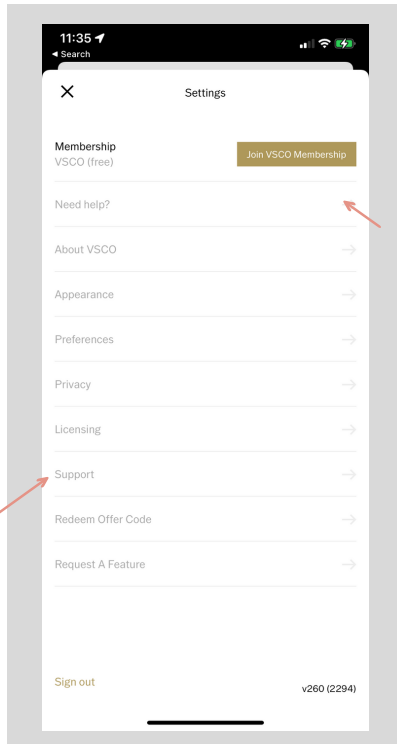 11:35
Search
Settings
Membership
VSCO (free)
Join VSCO Membership
Need help?
About VSCO
Appearance
Preferences
Privacy
Licensing
Support
Redeem Offer Code
Request A Feature
Sign out
v260 (2294)